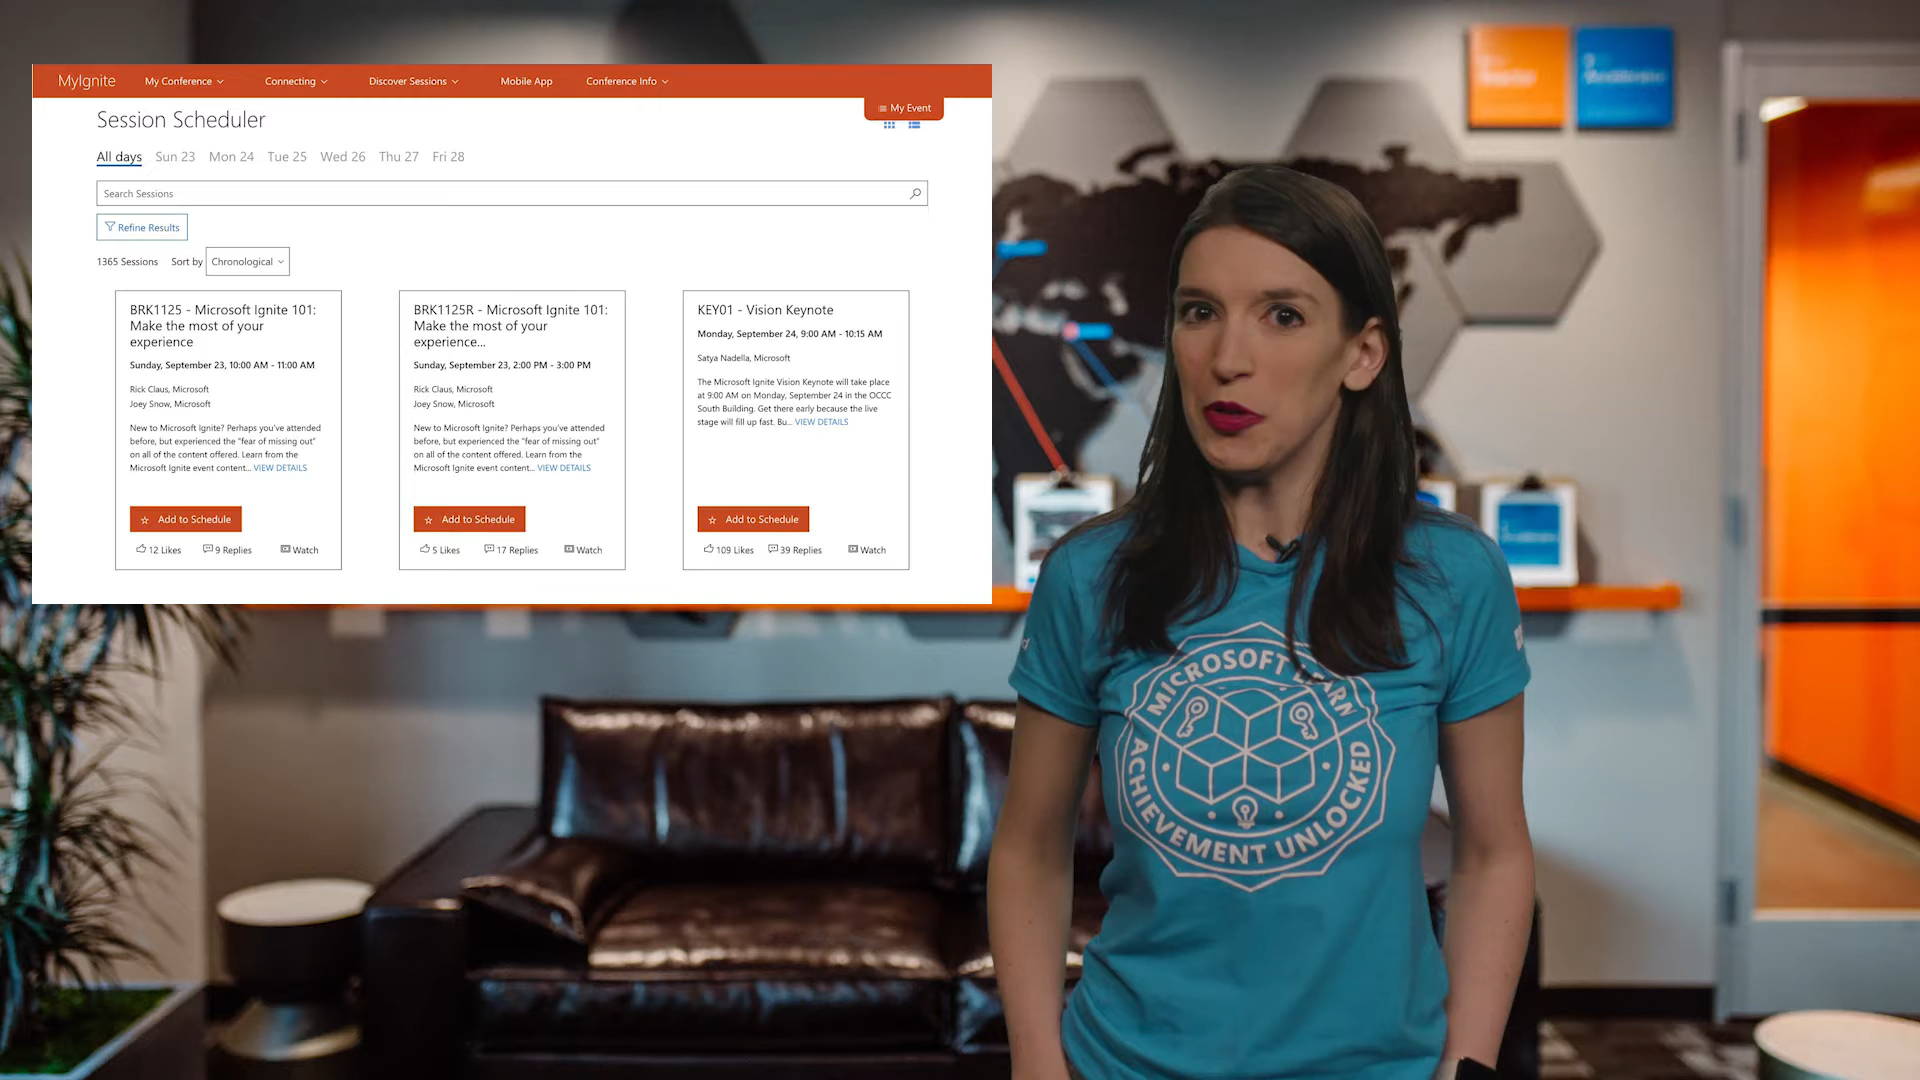 MyIgnite
My Conference
Connecting
Discover Sessions
Mobile App
Conference Info
My Event
Session Scheduler
All days Sun 23 Mon 24 Tue 25 Wed 26 Thu 27 Fri 28
Search Sessions
Refine Results
1365 Sessions Sort by Chronological
BRK1125 - Microsoft Ignite 101:
Make the most of your
experience
Sunday, September 23, 10:00 AM - 11:00 AM
Rick Claus, Microsoft
Joey Snow, Microsoft
New to Microsoft Ignite? Perhaps you've attended
before, but experienced the "fear of missing out"
on all of the content offered. Learn from the
Microsoft Ignite event content... VIEW DETAILS
Add to Schedule
12 Likes 9 Replies Watch
BRK1125R - Microsoft Ignite 101:
Make the most of your
experience...
Sunday, September 23, 2:00 PM - 3:00 PM
Rick Claus, Microsoft
Joey Snow, Microsoft
New to Microsoft Ignite? Perhaps you've attended
before, but experienced the "fear of missing out"
on all of the content offered. Learn from the
Microsoft Ignite event content... VIEW DETAILS
Add to Schedule
5 Likes 17 Replies Watch
KEY01 - Vision Keynote
Monday, September 24, 9:00 AM - 10:15 AM
Satya Nadella, Microsoft
The Microsoft Ignite Vision Keynote will take place
at 9:00 AM on Monday, September 24 in the OCCC
South Building. Get there early because the live
stage will fill up fast. Bu... VIEW DETAILS
Add to Schedule
109 Likes 39 Replies Watch
MICROSOFT LEARN
ACHIEVEMENT UNLOCKED